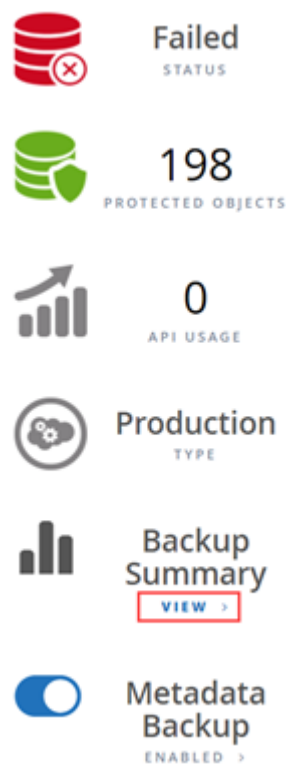 Failed
STATUS
198
PROTECTED OBJECTS
0
API USAGE
Production
TYPE
Backup
Summary
VIEW >
Metadata
Backup
ENABLED >